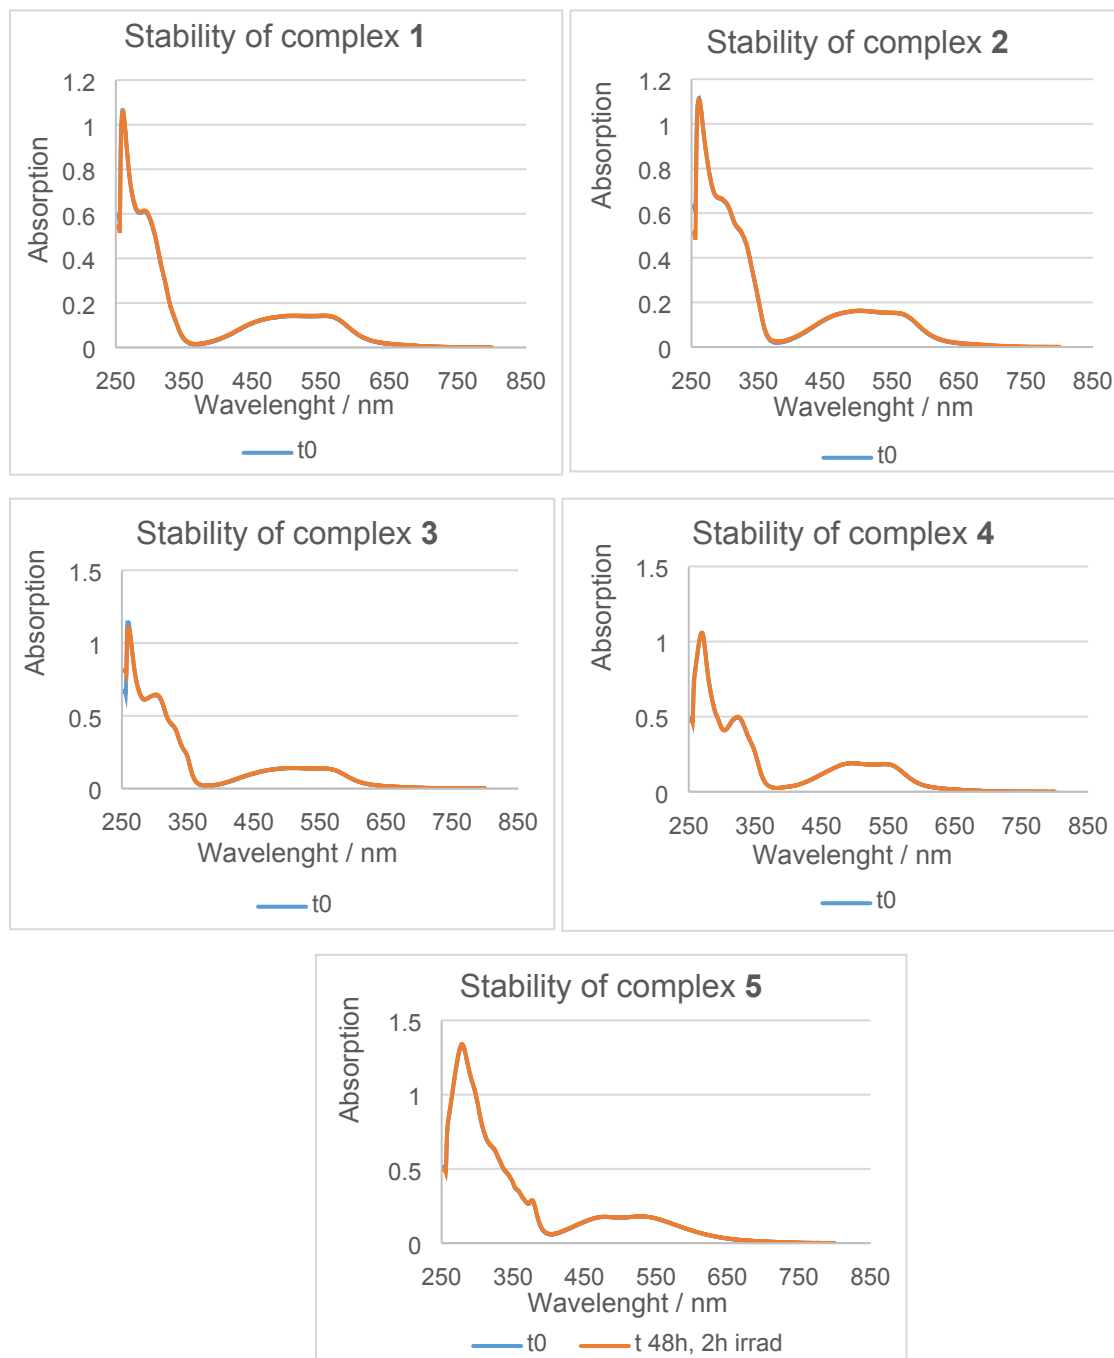 Stability of complex 1
Absorption
1.2
1
0.8
0.6
0.4
0.2
0
250 350 450 550 650 750 850
Wavelenght / nm
t0
Stability of complex 2
Absorption
1.2
1
0.8
0.6
0.4
0.2
0
250 350 450 550 650 750 850
Wavelenght / nm
t0
Stability of complex 3
Absorption
1.5
1
0.5
0
250 350 450 550 650 750 850
Wavelenght / nm
t0
Stability of complex 4
Absorption
1.5
1
0.5
0
250 350 450 550 650 750 850
Wavelenght / nm
t0
Stability of complex 5
Absorption
1.5
1
0.5
0
250 350 450 550 650 750 850
Wavelenght / nm
t0 t 48h, 2h irrad